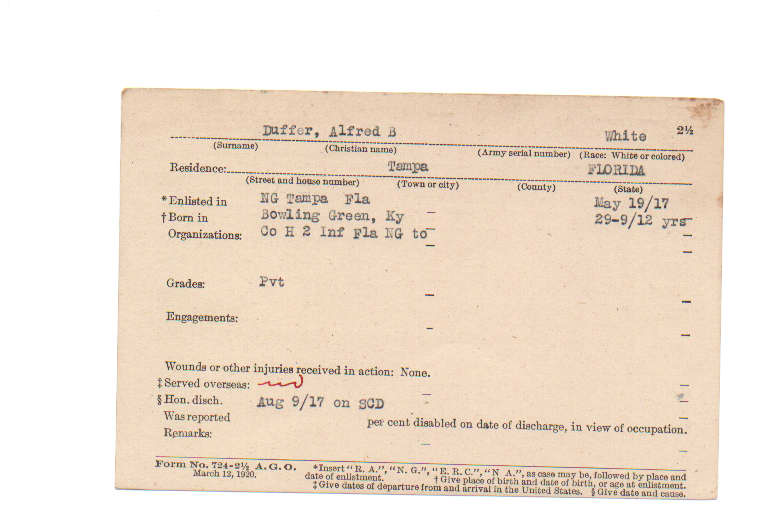 Duffer, Alfred B White 2½
(Surname) (Christian name) (Army serial number) (Race: White or colored)
Residence: Tampa FLORIDA
(Street and house number) (Town or city) (County) (State)
*Enlisted in NG Tampa Fla May 19/17
†Born in Bowling Green, Ky 29-9/12 yrs
Organizations: Co H 2 Inf Fla NG to
Grades: Pvt
Engagements:
Wounds or other injuries received in action: None.
‡Served overseas: no
§Hon. disch. Aug 9/17 on SCD
Was reported per cent disabled on date of discharge, in view of occupation.
Remarks:
Form No. 724-2½ A. G. O. *Insert "R. A.", "N. G.", "E. R. C.", "N A.", as case may be, followed by place and
March 12, 1920. date of enlistment. †Give place of birth and date of birth, or age at enlistment.
‡Give dates of departure from and arrival in the United States. §Give date and cause.